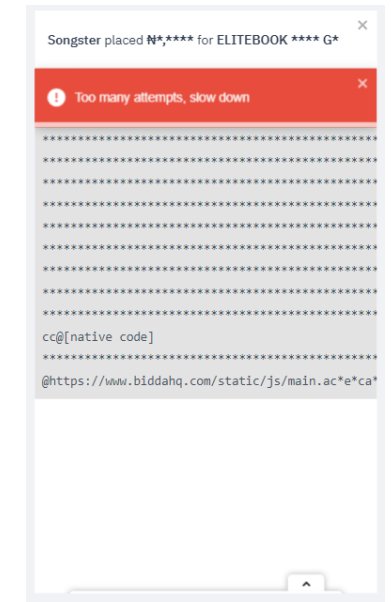 Songster placed ₦*,**** for ELITEBOOK **** G*
Too many attempts, slow down
************************************************
************************************************
************************************************
************************************************
************************************************
************************************************
************************************************
************************************************
************************************************
cc@[native code]
************************************************
@https://www.biddahq.com/static/js/main.ac*e*ca*